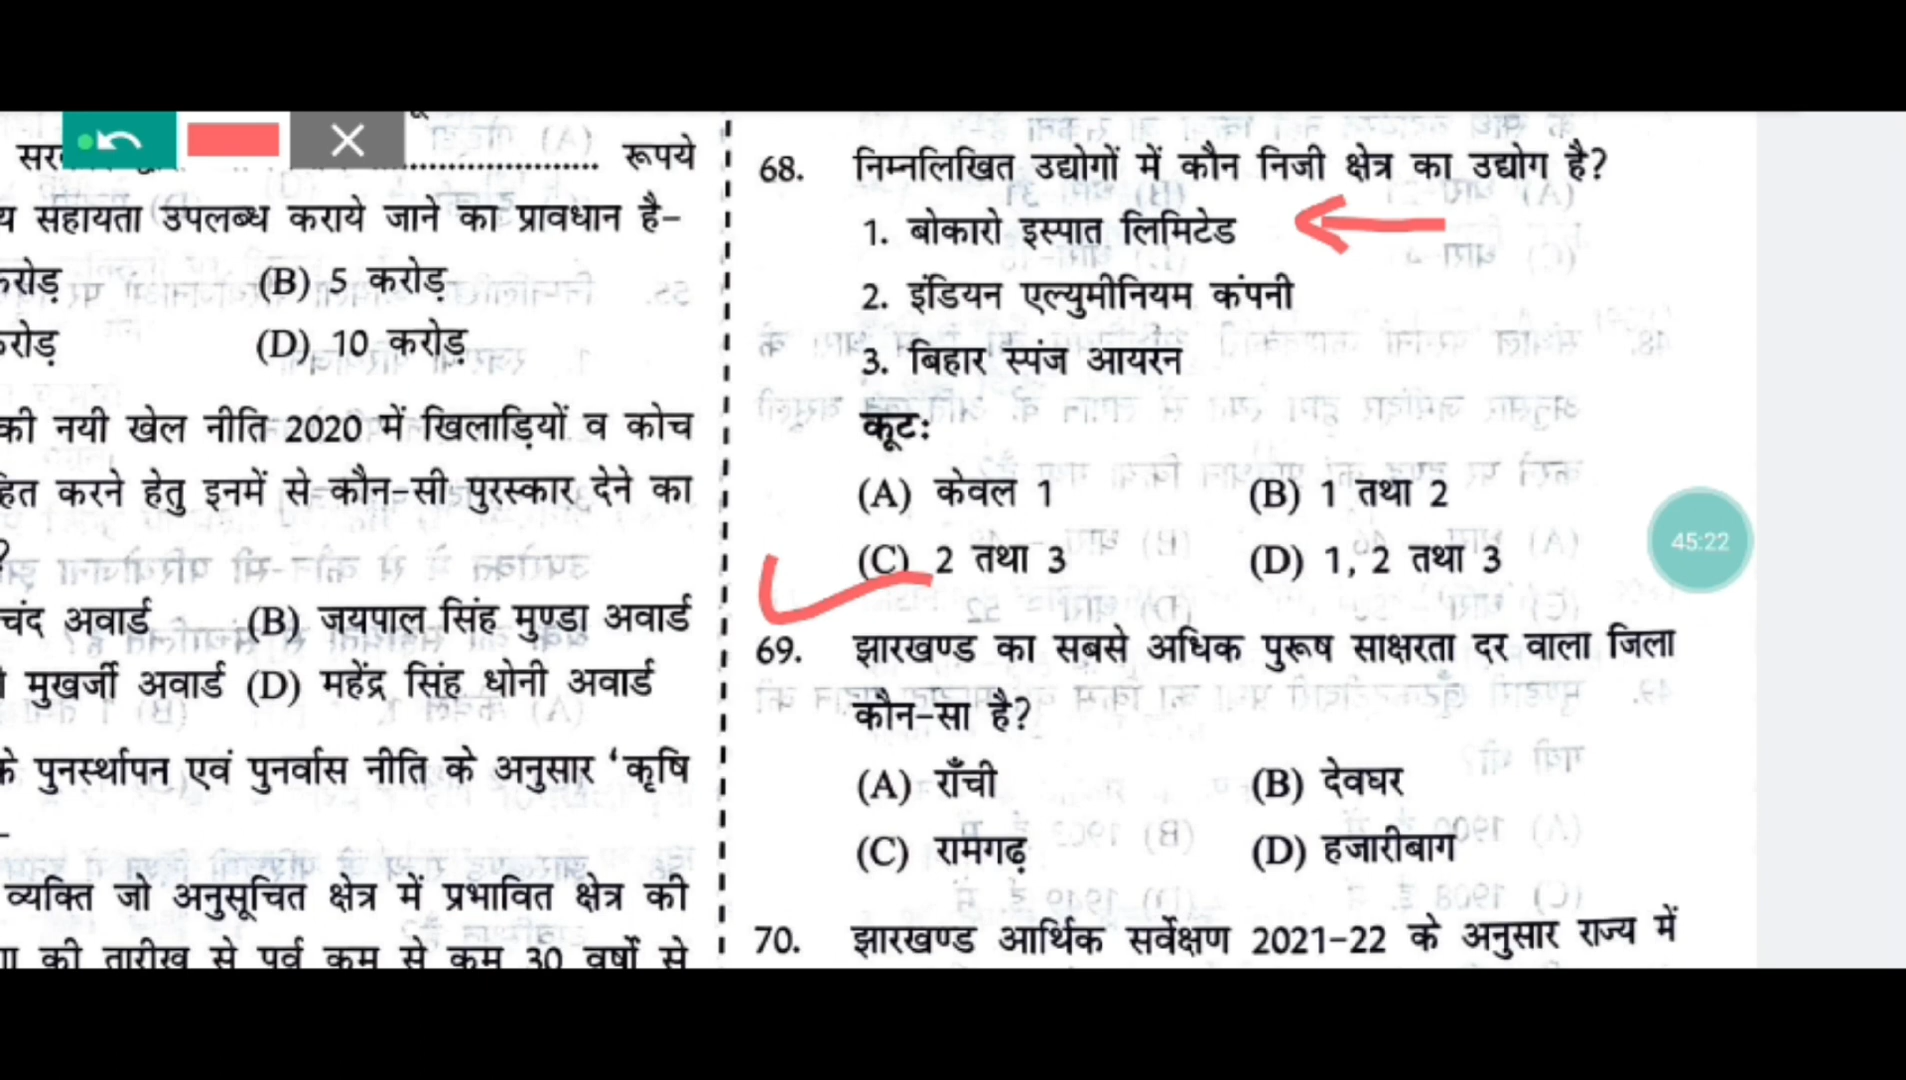 रूपये
य सहायता उपलब्ध कराये जाने का प्रावधान है–
करोड़ (B) 5 करोड़
करोड़ (D) 10 करोड़
की नयी खेल नीति 2020 में खिलाड़ियों व कोच
हित करने हेतु इनमें से कौन-सी पुरस्कार देने का
?
चंद अवार्ड (B) जयपाल सिंह मुण्डा अवार्ड
मुखर्जी अवार्ड (D) महेंद्र सिंह धोनी अवार्ड
के पुनर्स्थापन एवं पुनर्वास नीति के अनुसार ‘कृषि
व्यक्ति जो अनुसूचित क्षेत्र में प्रभावित क्षेत्र की
की तारीख से पूर्व कम से कम 30 वर्षों से
68. निम्नलिखित उद्योगों में कौन निजी क्षेत्र का उद्योग है?
1. बोकारो इस्पात लिमिटेड
2. इंडियन एल्युमीनियम कंपनी
3. बिहार स्पंज आयरन
कूटः
(A) केवल 1 (B) 1 तथा 2
(C) 2 तथा 3 (D) 1, 2 तथा 3
69. झारखण्ड का सबसे अधिक पुरूष साक्षरता दर वाला जिला
कौन-सा है?
(A) राँची (B) देवघर
(C) रामगढ़ (D) हजारीबाग
70. झारखण्ड आर्थिक सर्वेक्षण 2021-22 के अनुसार राज्य में
45:22